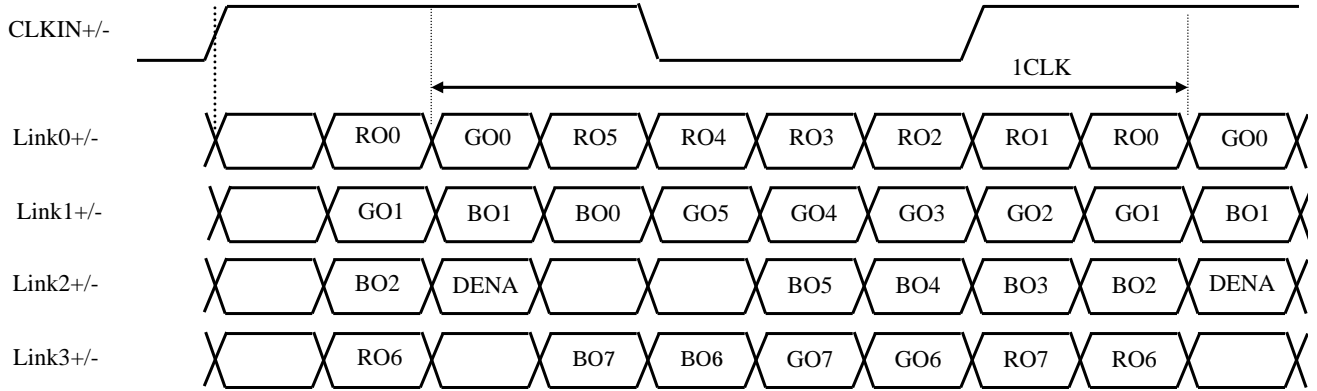 CLKIN+/-
1CLK
Link0+/- RO0 GO0 RO5 RO4 RO3 RO2 RO1 RO0 GO0
Link1+/- GO1 BO1 BO0 GO5 GO4 GO3 GO2 GO1 BO1
Link2+/- BO2 DENA BO5 BO4 BO3 BO2 DENA
Link3+/- RO6 BO7 BO6 GO7 GO6 RO7 RO6